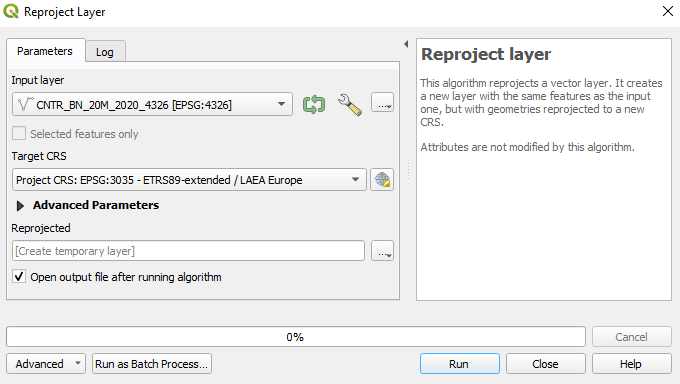 Reproject Layer
Parameters
Log
Input layer
CNTR_BN_20M_2020_4326 [EPSG:4326]
...
Selected features only
Target CRS
Project CRS: EPSG:3035 - ETRS89-extended / LAEA Europe
Advanced Parameters
Reprojected
[Create temporary layer]
...
Open output file after running algorithm
Reproject layer
This algorithm reprojects a vector layer. It creates
a new layer with the same features as the input
one, but with geometries reprojected to a new
CRS.
Attributes are not modified by this algorithm.
0%
Cancel
Advanced
Run as Batch Process...
Run
Close
Help